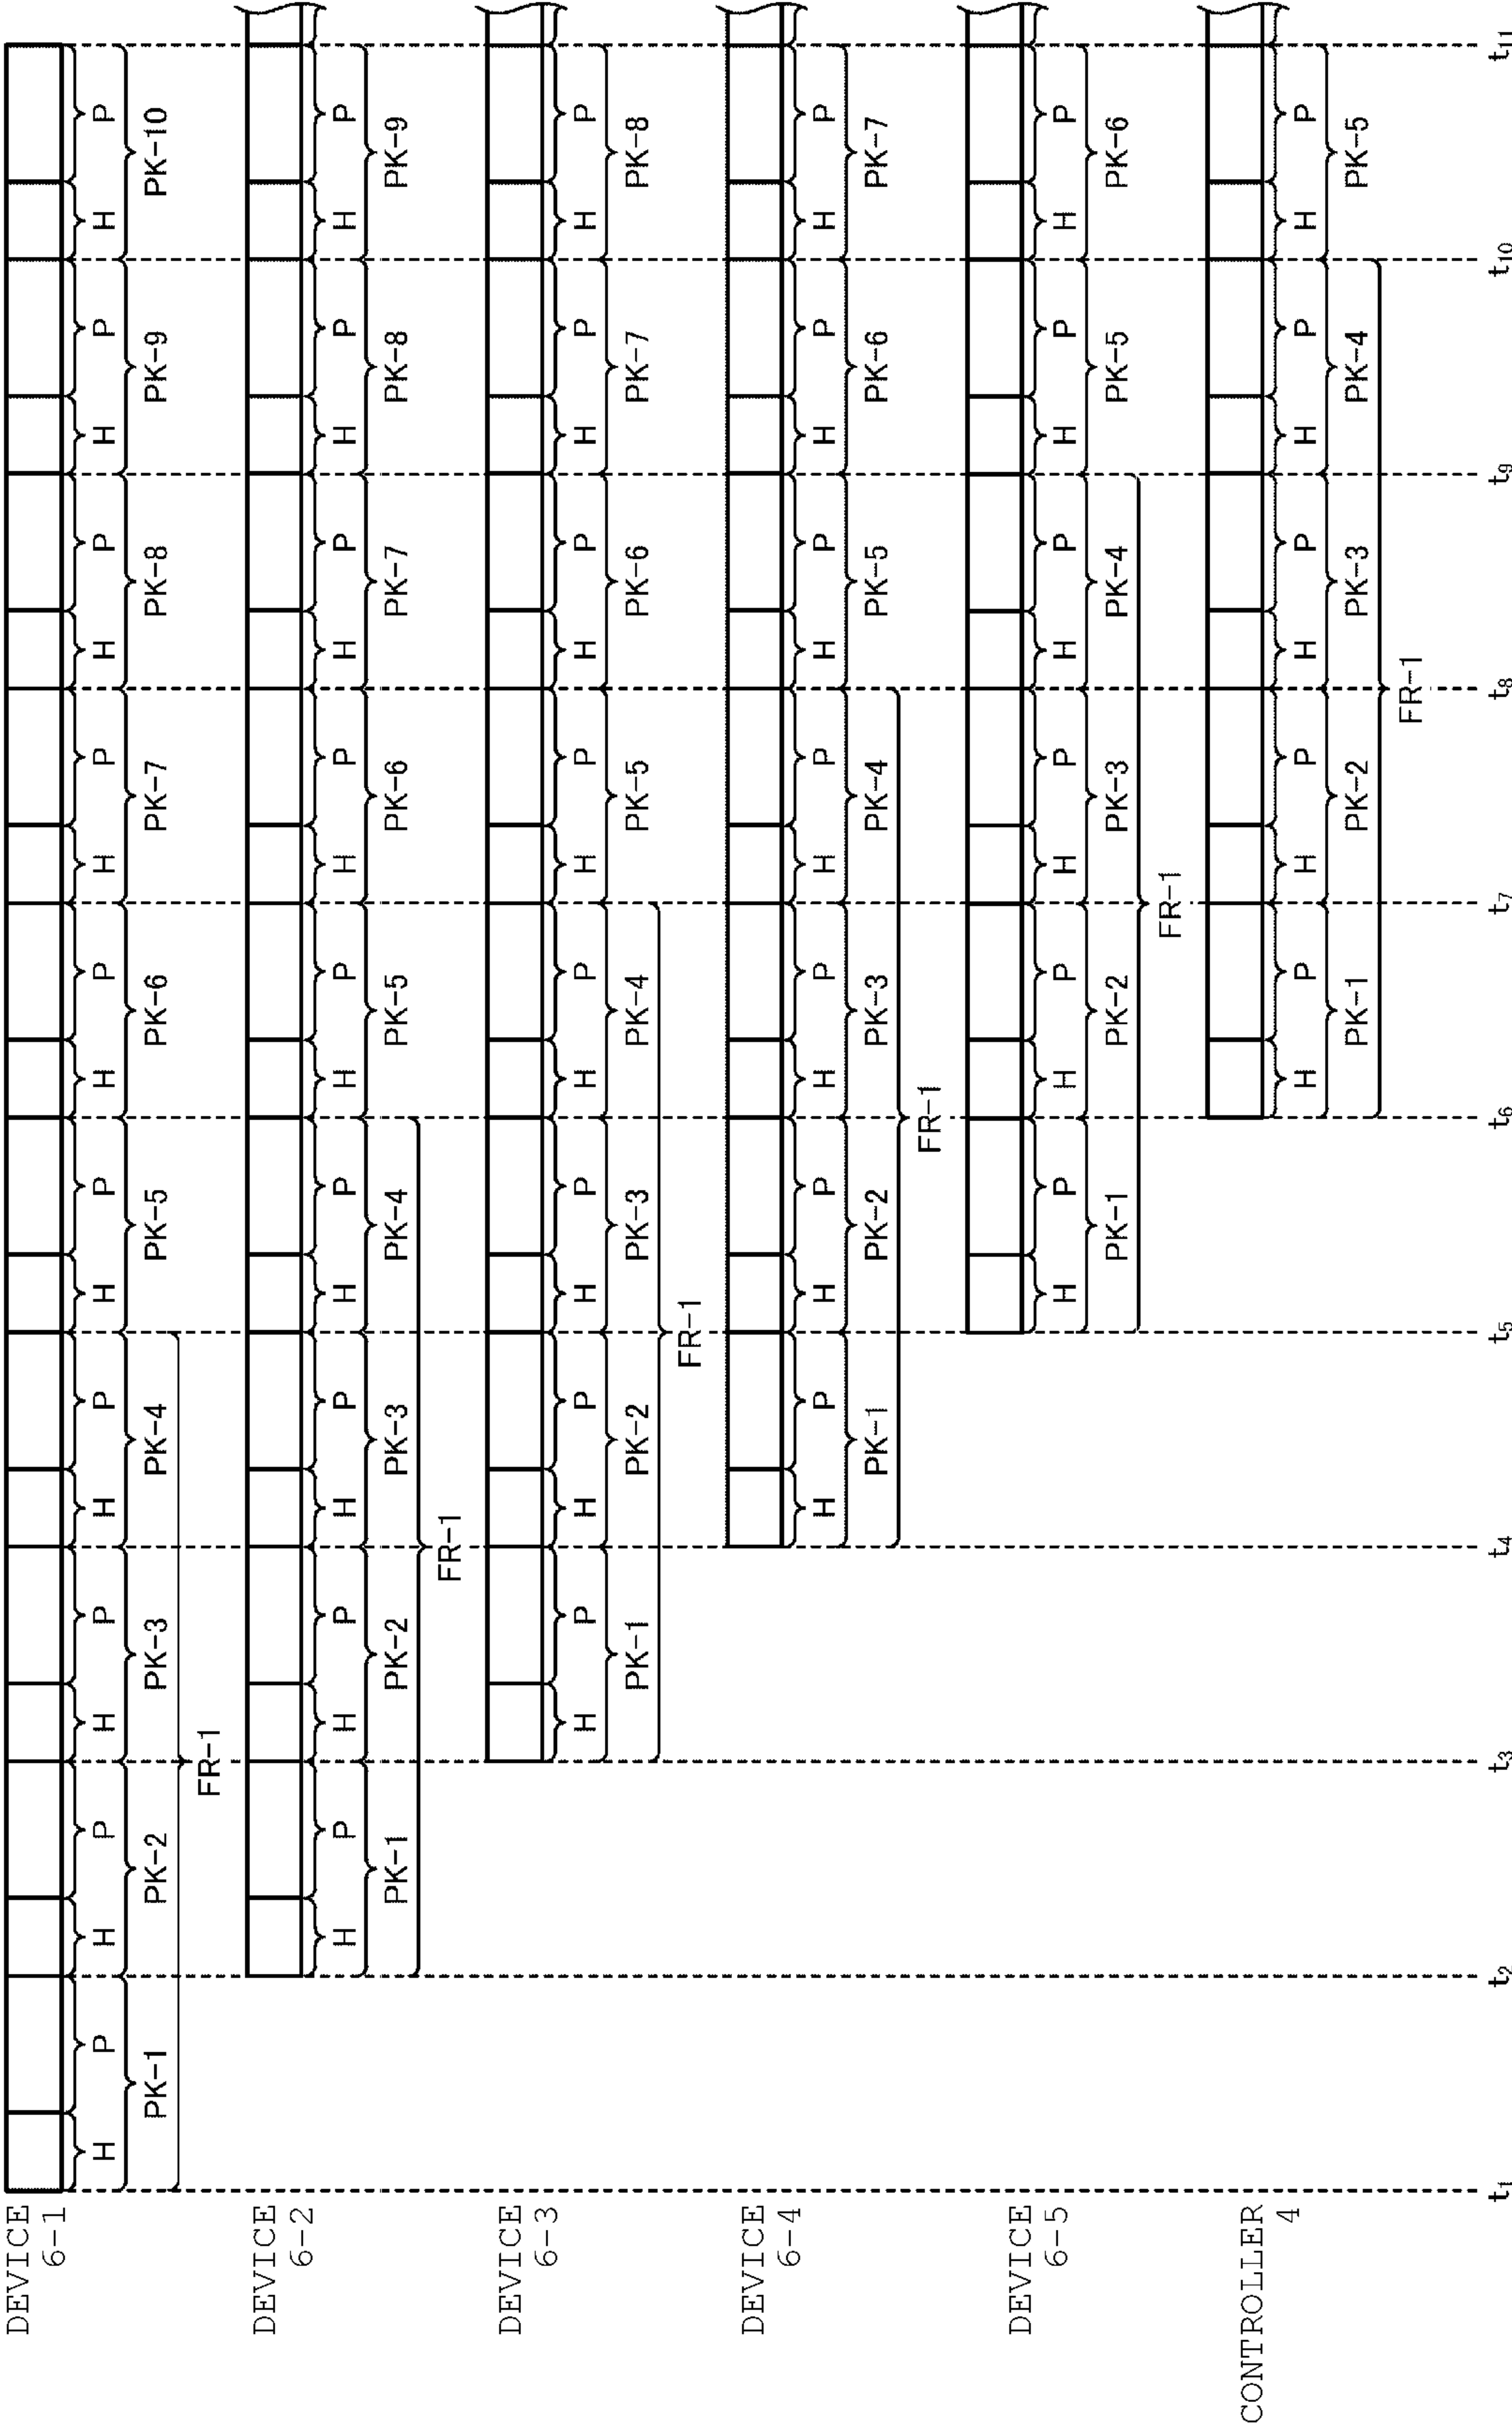 DEVICE
6-1
H P H P H P H P H P H P H P H P H P H P
PK-1 PK-2 PK-3 PK-4 PK-5 PK-6 PK-7 PK-8 PK-9 PK-10
FR-1
DEVICE
6-2
H P H P H P H P H P H P H P H P H P
PK-1 PK-2 PK-3 PK-4 PK-5 PK-6 PK-7 PK-8 PK-9
FR-1
DEVICE
6-3
H P H P H P H P H P H P H P H P
PK-1 PK-2 PK-3 PK-4 PK-5 PK-6 PK-7 PK-8
FR-1
DEVICE
6-4
H P H P H P H P H P H P H P
PK-1 PK-2 PK-3 PK-4 PK-5 PK-6 PK-7
FR-1
DEVICE
6-5
H P H P H P H P H P H P
PK-1 PK-2 PK-3 PK-4 PK-5 PK-6
FR-1
CONTROLLER
4
H P H P H P H P H P
PK-1 PK-2 PK-3 PK-4 PK-5
FR-1
t1 t2 t3 t4 t5 t6 t7 t8 t9 t10 t11